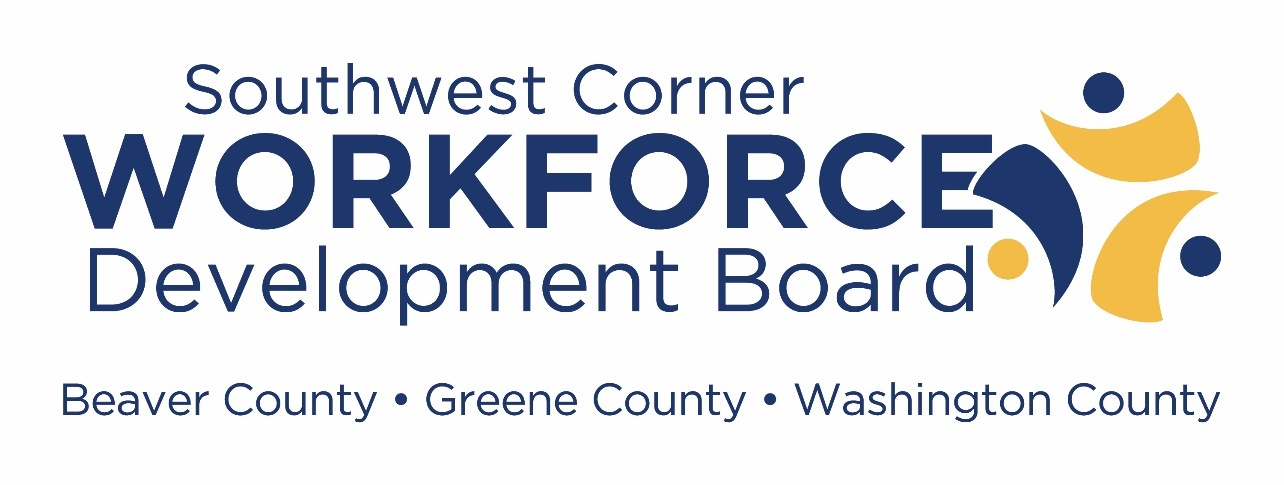 Southwest Corner
WORKFORCE
Development Board
Beaver County • Greene County • Washington County